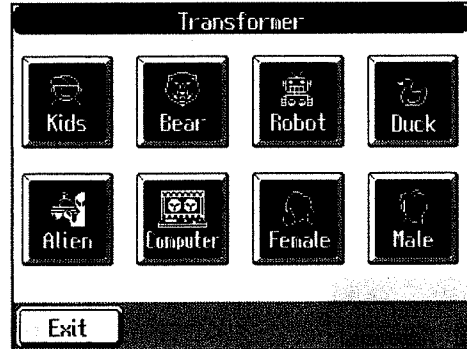 Transformer
Kids Bear Robot Duck
Alien Computer Female Male
Exit